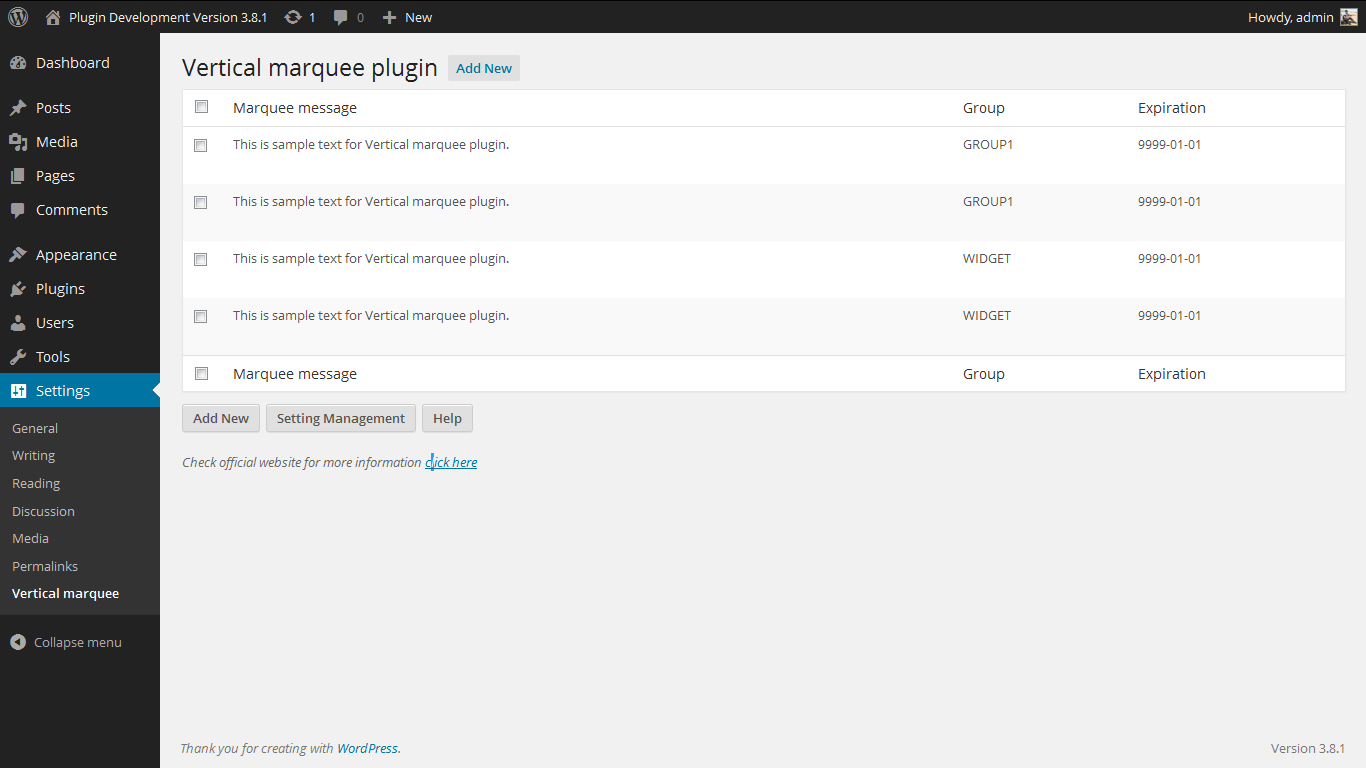 Plugin Development Version 3.8.1 1 0 New Howdy, admin
Dashboard
Posts
Media
Pages
Comments
Appearance
Plugins
Users
Tools
Settings
General
Writing
Reading
Discussion
Media
Permalinks
Vertical marquee
Collapse menu
Vertical marquee plugin Add New
Marquee message Group Expiration
This is sample text for Vertical marquee plugin. GROUP1 9999-01-01
This is sample text for Vertical marquee plugin. GROUP1 9999-01-01
This is sample text for Vertical marquee plugin. WIDGET 9999-01-01
This is sample text for Vertical marquee plugin. WIDGET 9999-01-01
Marquee message Group Expiration
Add New Setting Management Help
Check official website for more information click here
Thank you for creating with WordPress. Version 3.8.1